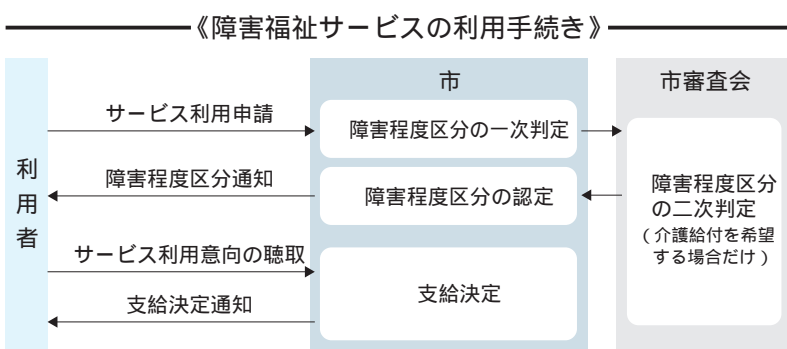 《障害福祉サービスの利用手続き》
市
市審査会
利用者
サービス利用申請
障害程度区分の一次判定
障害程度区分
の二次判定
(介護給付を希望
する場合だけ)
障害程度区分通知
障害程度区分の認定
サービス利用意向の聴取
支給決定
支給決定通知